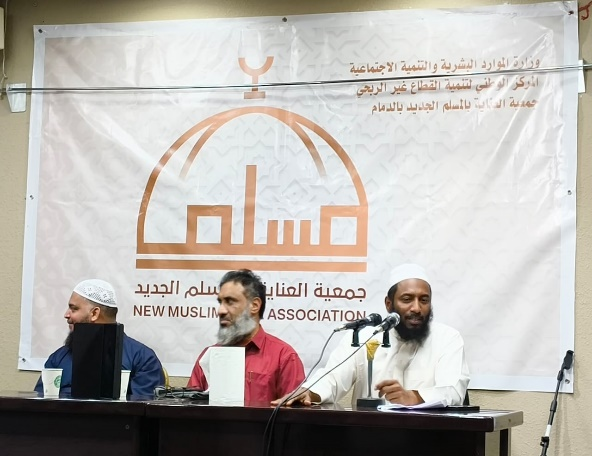 وزارة الموارد البشرية والتنمية الاجتماعية
المركز الوطني لتنمية القطاع غير الربحي
جمعية العناية بالمسلم الجديد بالدمام
مسلم
جمعية العناية المسلم الجديد
NEW MUSLIM ASSOCIATION